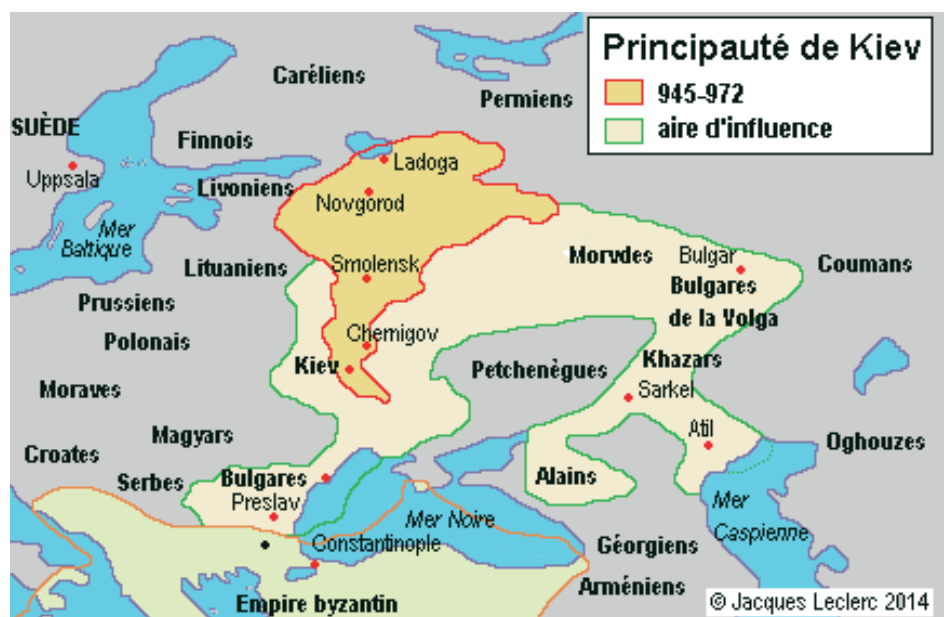 Principauté de Kiev
945-972
aire d'influence
Caréliens
Permiens
SUÈDE
Finnois
Ladoga
Uppsala
Livoniens
Novgorod
Mer
Baltique
Morvdes
Bulgar
Coumans
Lituaniens
Smolensk
Bulgares
de la Volga
Prussiens
Polonais
Chernigov
Kiev
Petchenègues
Khazars
Sarkel
Moraves
Magyars
Atil
Oghouzes
Croates
Serbes
Bulgares
Alains
Preslav
Mer Noire
Mer
Caspienne
Constantinople
Géorgiens
Arméniens
Empire byzantin
© Jacques Leclerc 2014